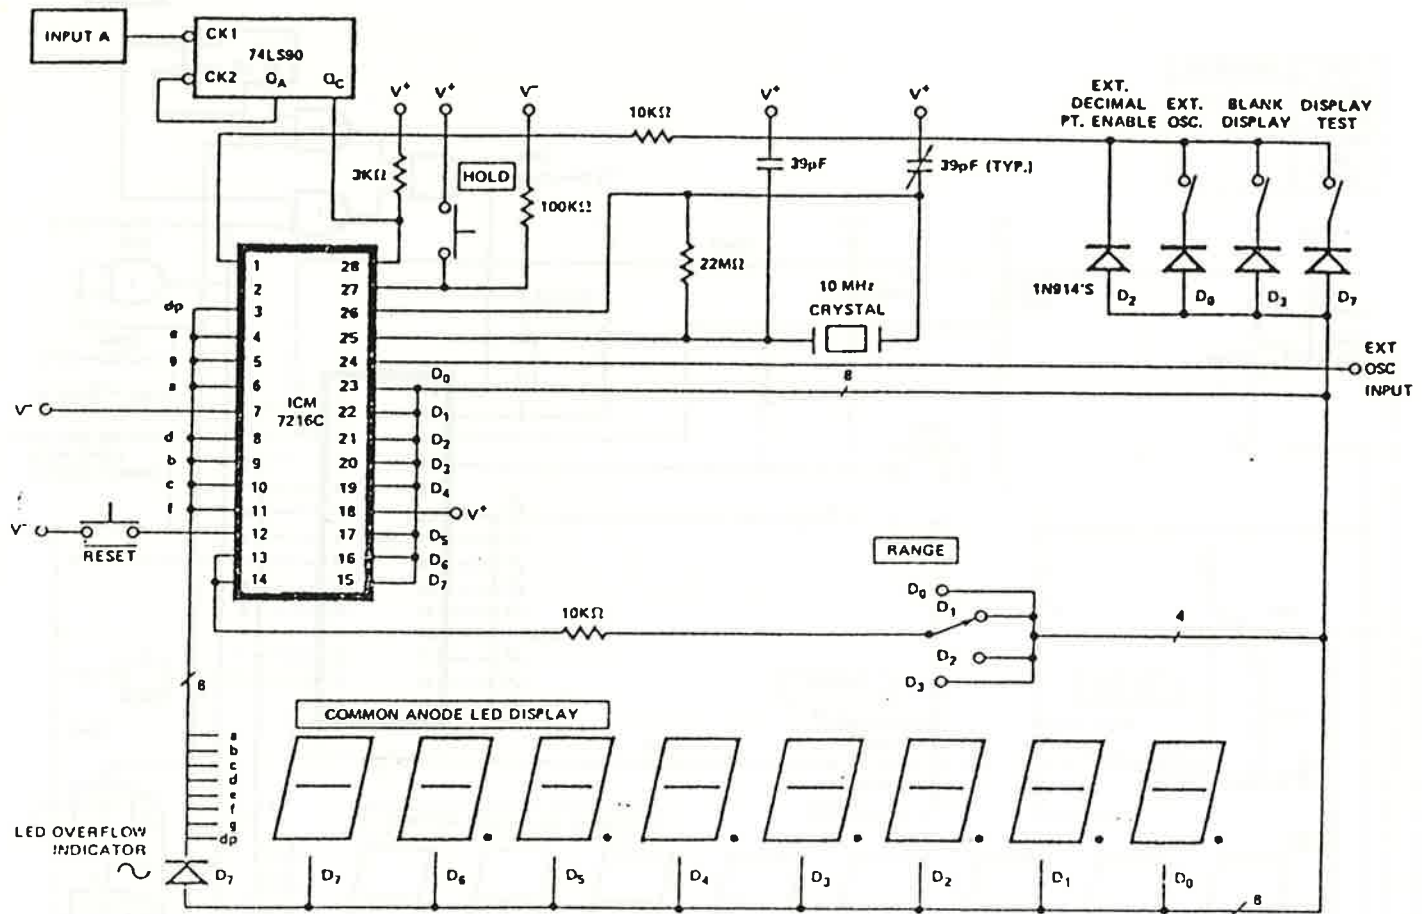 INPUT A
CK1
74LS90
CK2 QA QC
V+ V+ V–
10KΩ
V+ V+
EXT. DECIMAL PT. ENABLE
EXT. OSC.
BLANK DISPLAY
DISPLAY TEST
3KΩ
HOLD
100KΩ
39pF
39pF (TYP.)
22MΩ
10 MHz
CRYSTAL
1N914'S
D2 D0 D3 D7
EXT
OSC
INPUT
ICM
7216C
1 28
2 27
dp 3 26
e 4 25
g 5 24
a 6 23 D0
V– 7 22 D1
d 8 21 D2
b 9 20 D3
c 10 19 D4
f 11 18 V+
V– 12 17 D5
RESET
13 16 D6
14 15 D7
8
RANGE
D0
D1
D2
D3
4
10KΩ
8
COMMON ANODE LED DISPLAY
a
b
c
d
e
f
g
dp
LED OVERFLOW
INDICATOR
D7 D7 D6 D5 D4 D3 D2 D1 D0
8